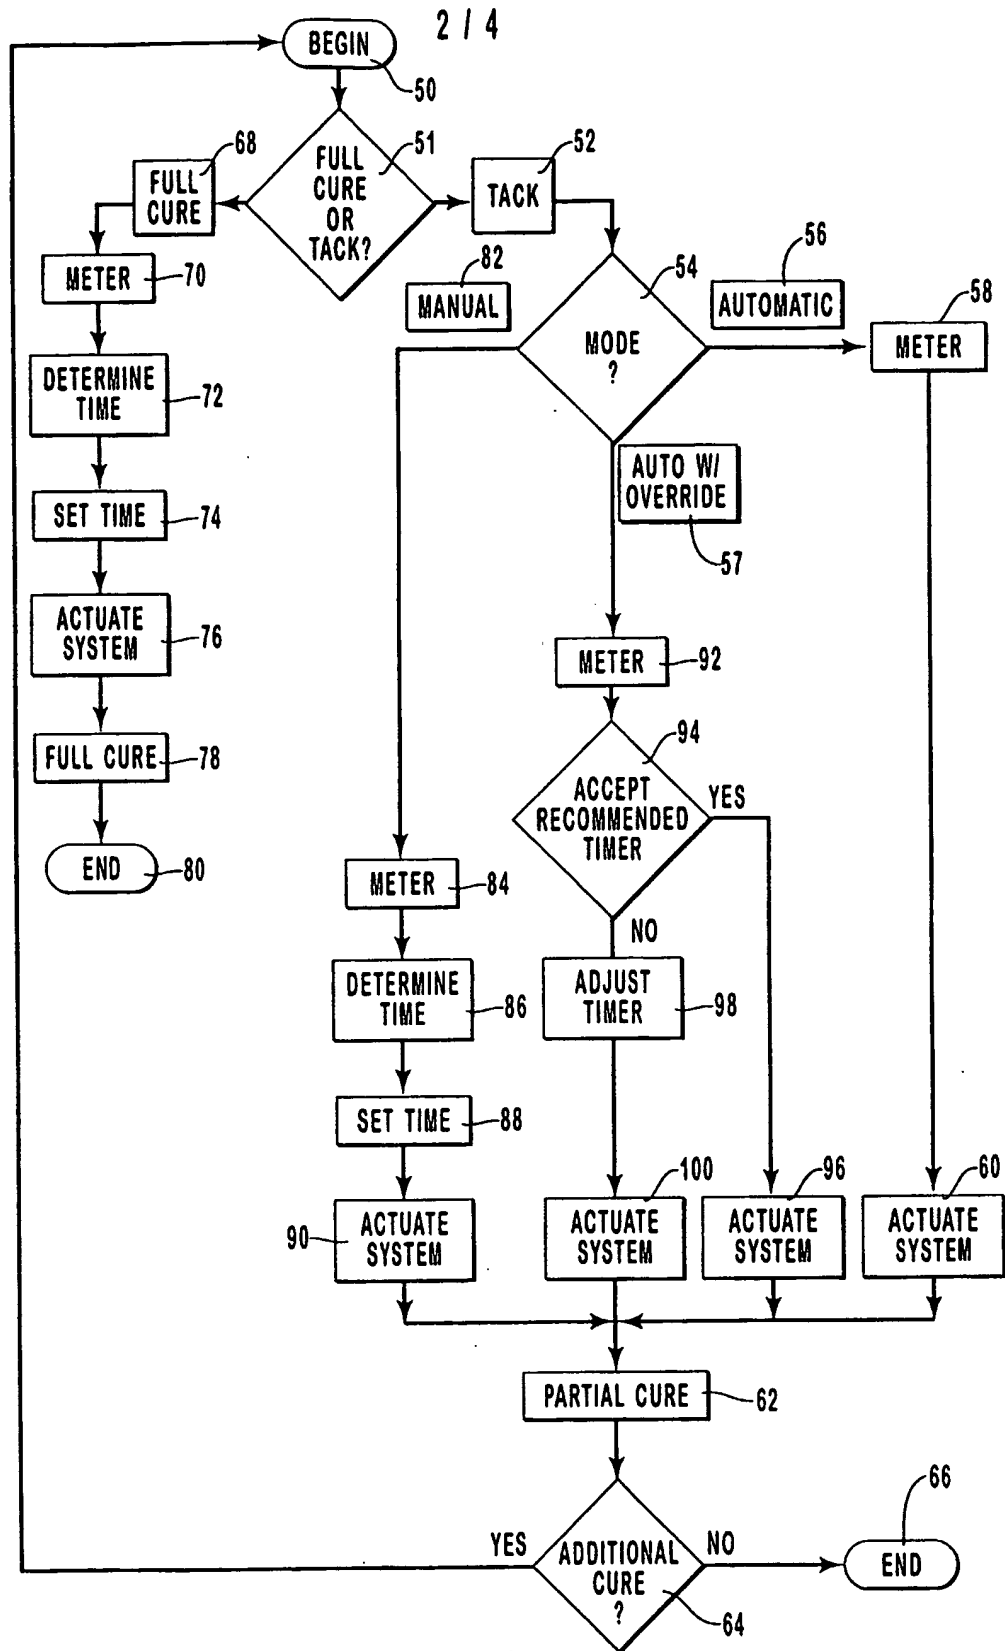 2 / 4
BEGIN
50
FULL
CURE
OR
TACK?
51
68
FULL
CURE
52
TACK
METER
70
DETERMINE
TIME
72
SET TIME
74
ACTUATE
SYSTEM
76
FULL CURE
78
END
80
82
MANUAL
54
MODE
?
56
AUTOMATIC
58
METER
AUTO W/
OVERRIDE
57
METER
92
94
ACCEPT
RECOMMENDED
TIMER
YES
NO
METER
84
DETERMINE
TIME
86
ADJUST
TIMER
98
SET TIME
88
90
ACTUATE
SYSTEM
100
ACTUATE
SYSTEM
96
ACTUATE
SYSTEM
60
ACTUATE
SYSTEM
PARTIAL CURE
62
YES
ADDITIONAL
CURE
?
64
NO
66
END